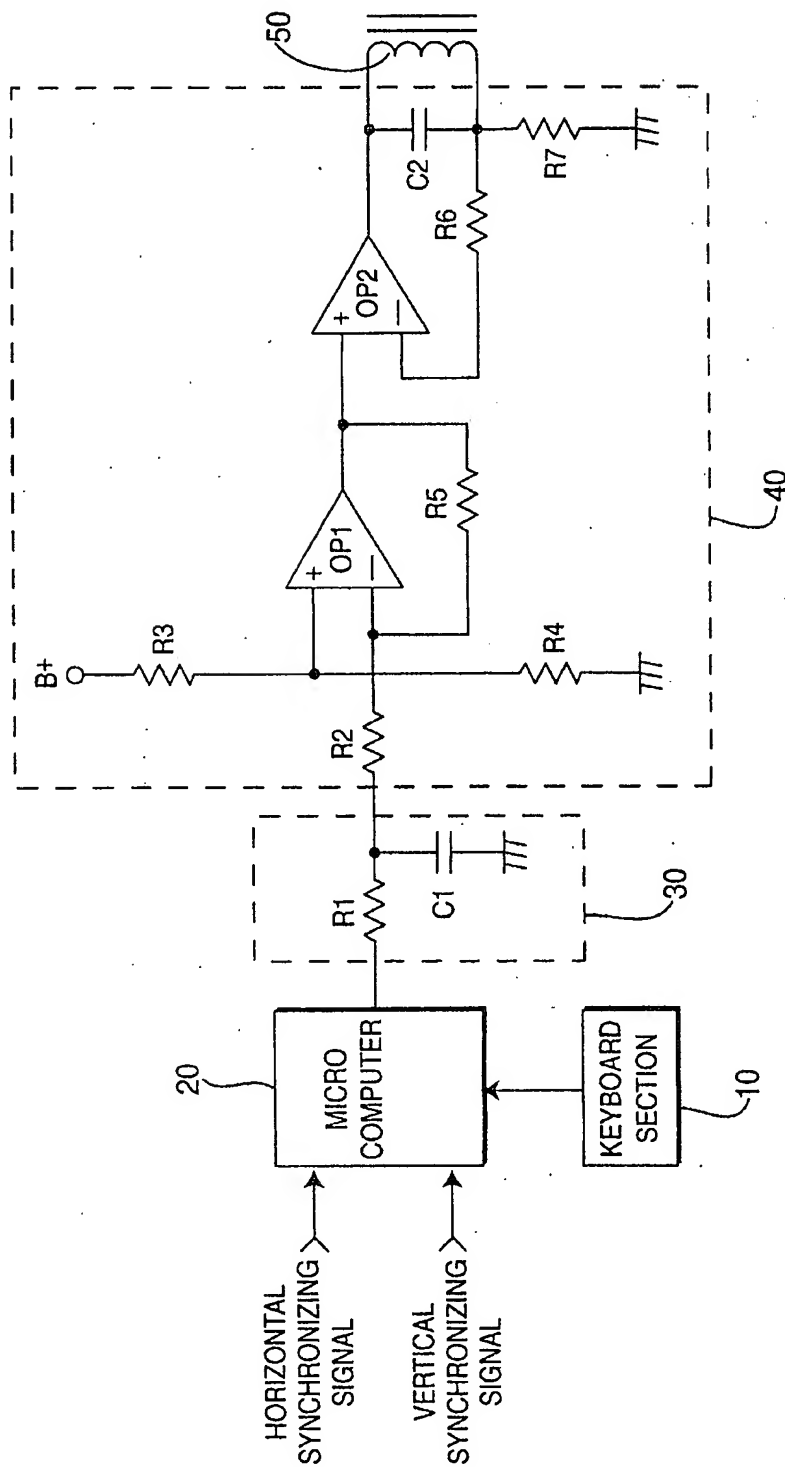 HORIZONTAL
SYNCHRONIZING
SIGNAL
VERTICAL
SYNCHRONIZING
SIGNAL
20
MICRO
COMPUTER
KEYBOARD
SECTION
10
R1
C1
30
B+
R3
R2
R4
+
OP1
−
R5
+
OP2
−
R6
C2
R7
50
40